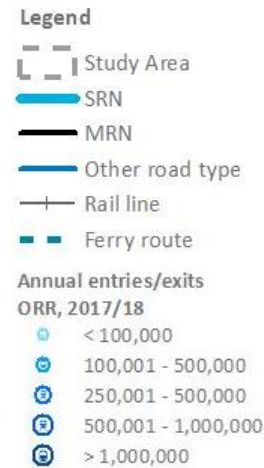 Legend
Study Area
SRN
MRN
Other road type
Rail line
Ferry route
Annual entries/exits
ORR, 2017/18
< 100,000
100,001 - 500,000
250,001 - 500,000
500,001 - 1,000,000
> 1,000,000